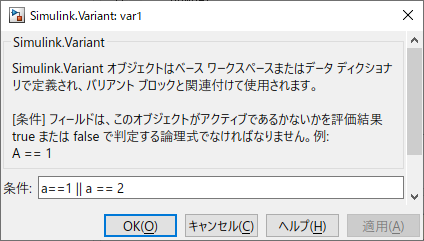 Simulink.Variant: var1
Simulink.Variant
Simulink.Variant オブジェクトはベース ワークスペースまたはデータ ディクショナ
リで定義され、バリアント ブロックと関連付けて使用されます。
[条件] フィールドは、このオブジェクトがアクティブであるかないかを評価結果
true または false で判定する論理式でなければなりません。例:
A == 1
条件: a==1 || a == 2
OK(O) キャンセル(C) ヘルプ(H) 適用(A)